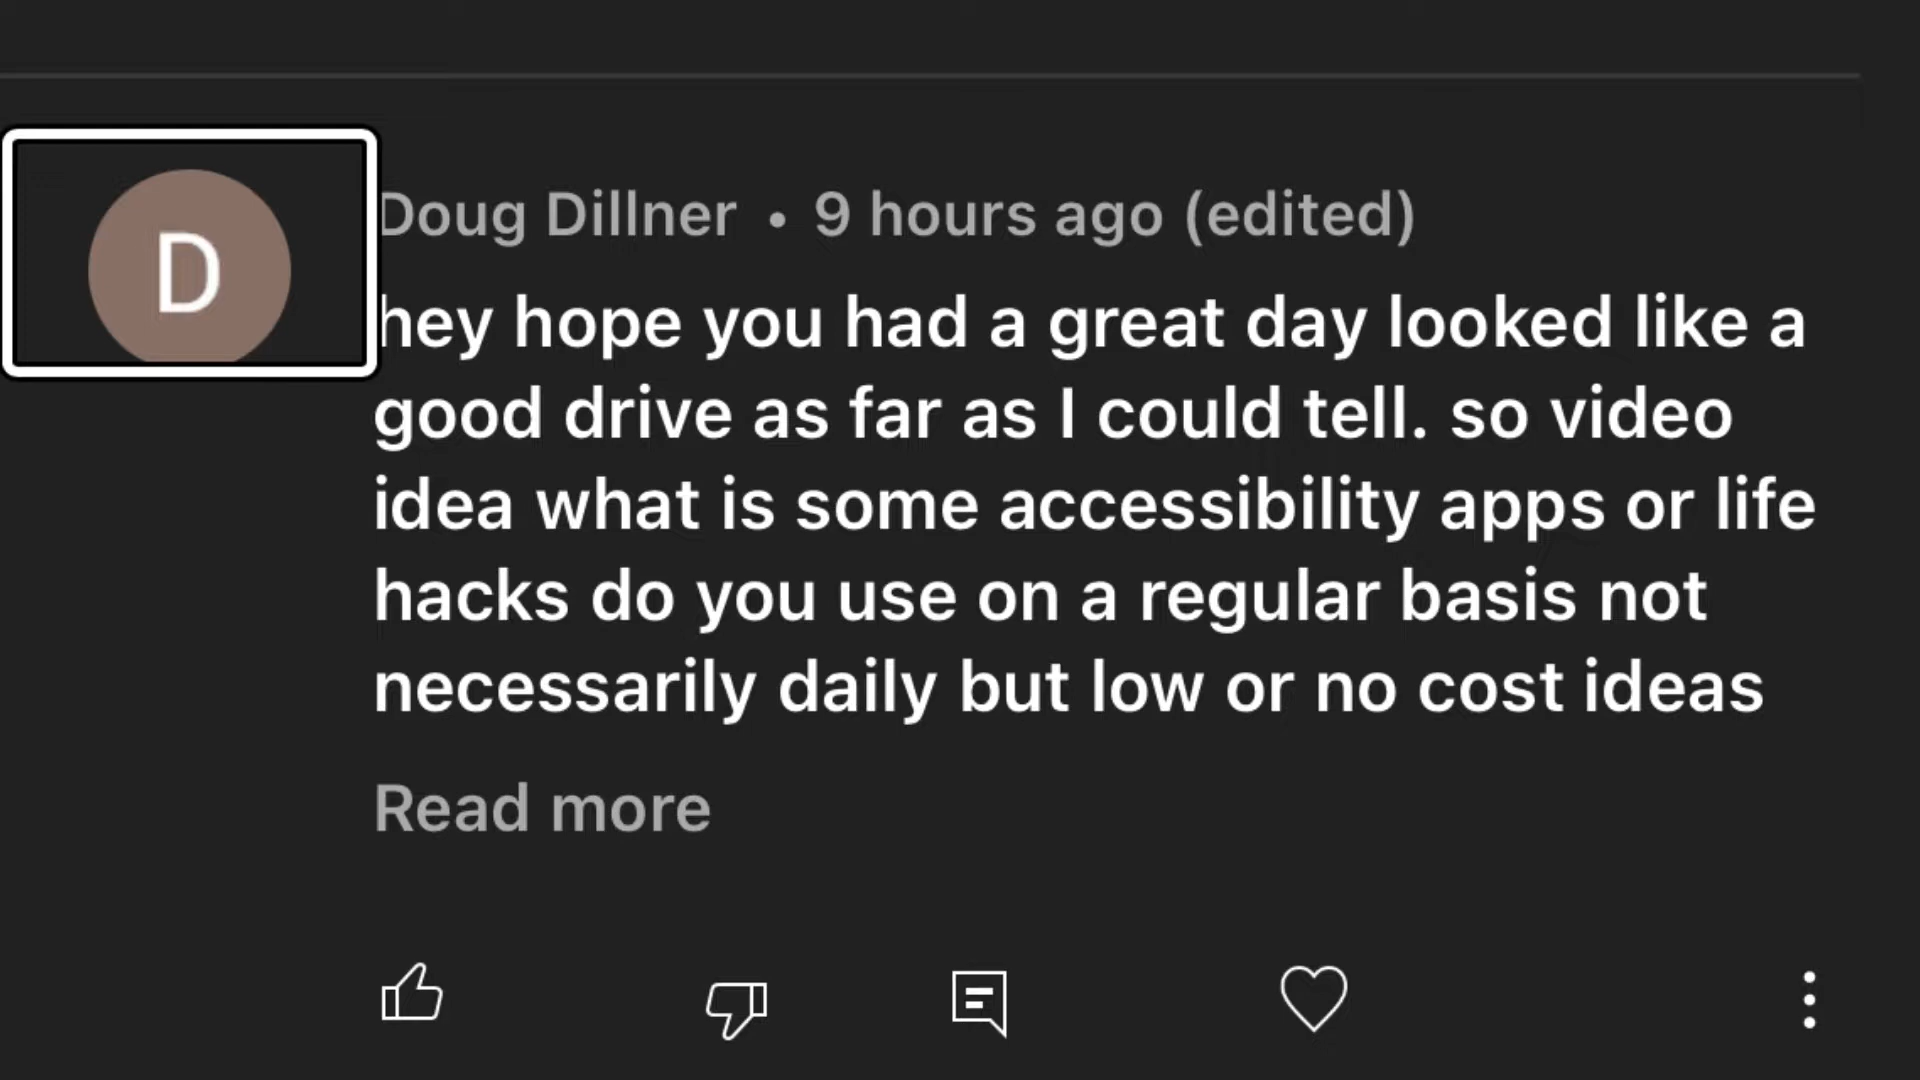 D
Doug Dillner • 9 hours ago (edited)
hey hope you had a great day looked like a
good drive as far as I could tell. so video
idea what is some accessibility apps or life
hacks do you use on a regular basis not
necessarily daily but low or no cost ideas
Read more